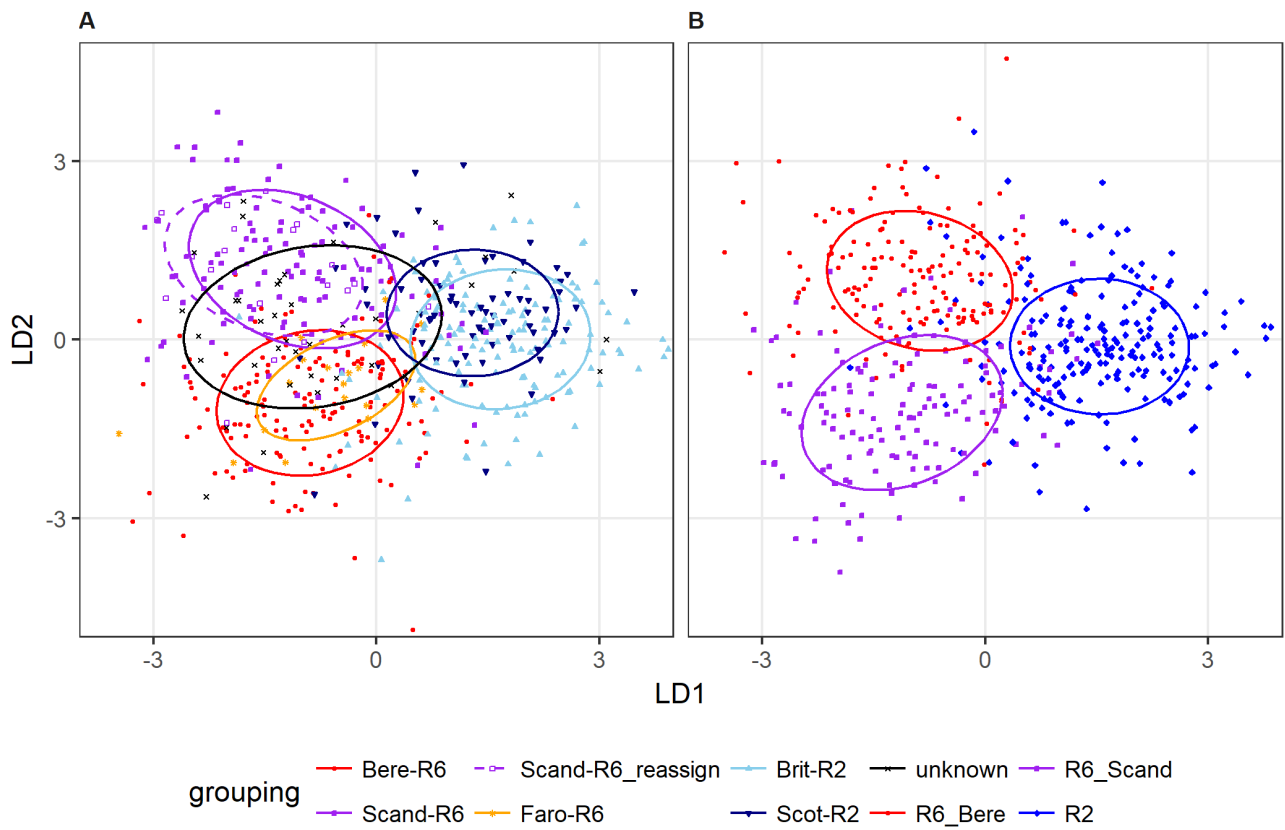 A B
3
0
-3
LD2
-3 0 3 -3 0 3
LD1
grouping
Bere-R6 Scand-R6_reassign Brit-R2 unknown R6_Scand
Scand-R6 Faro-R6 Scot-R2 R6_Bere R2